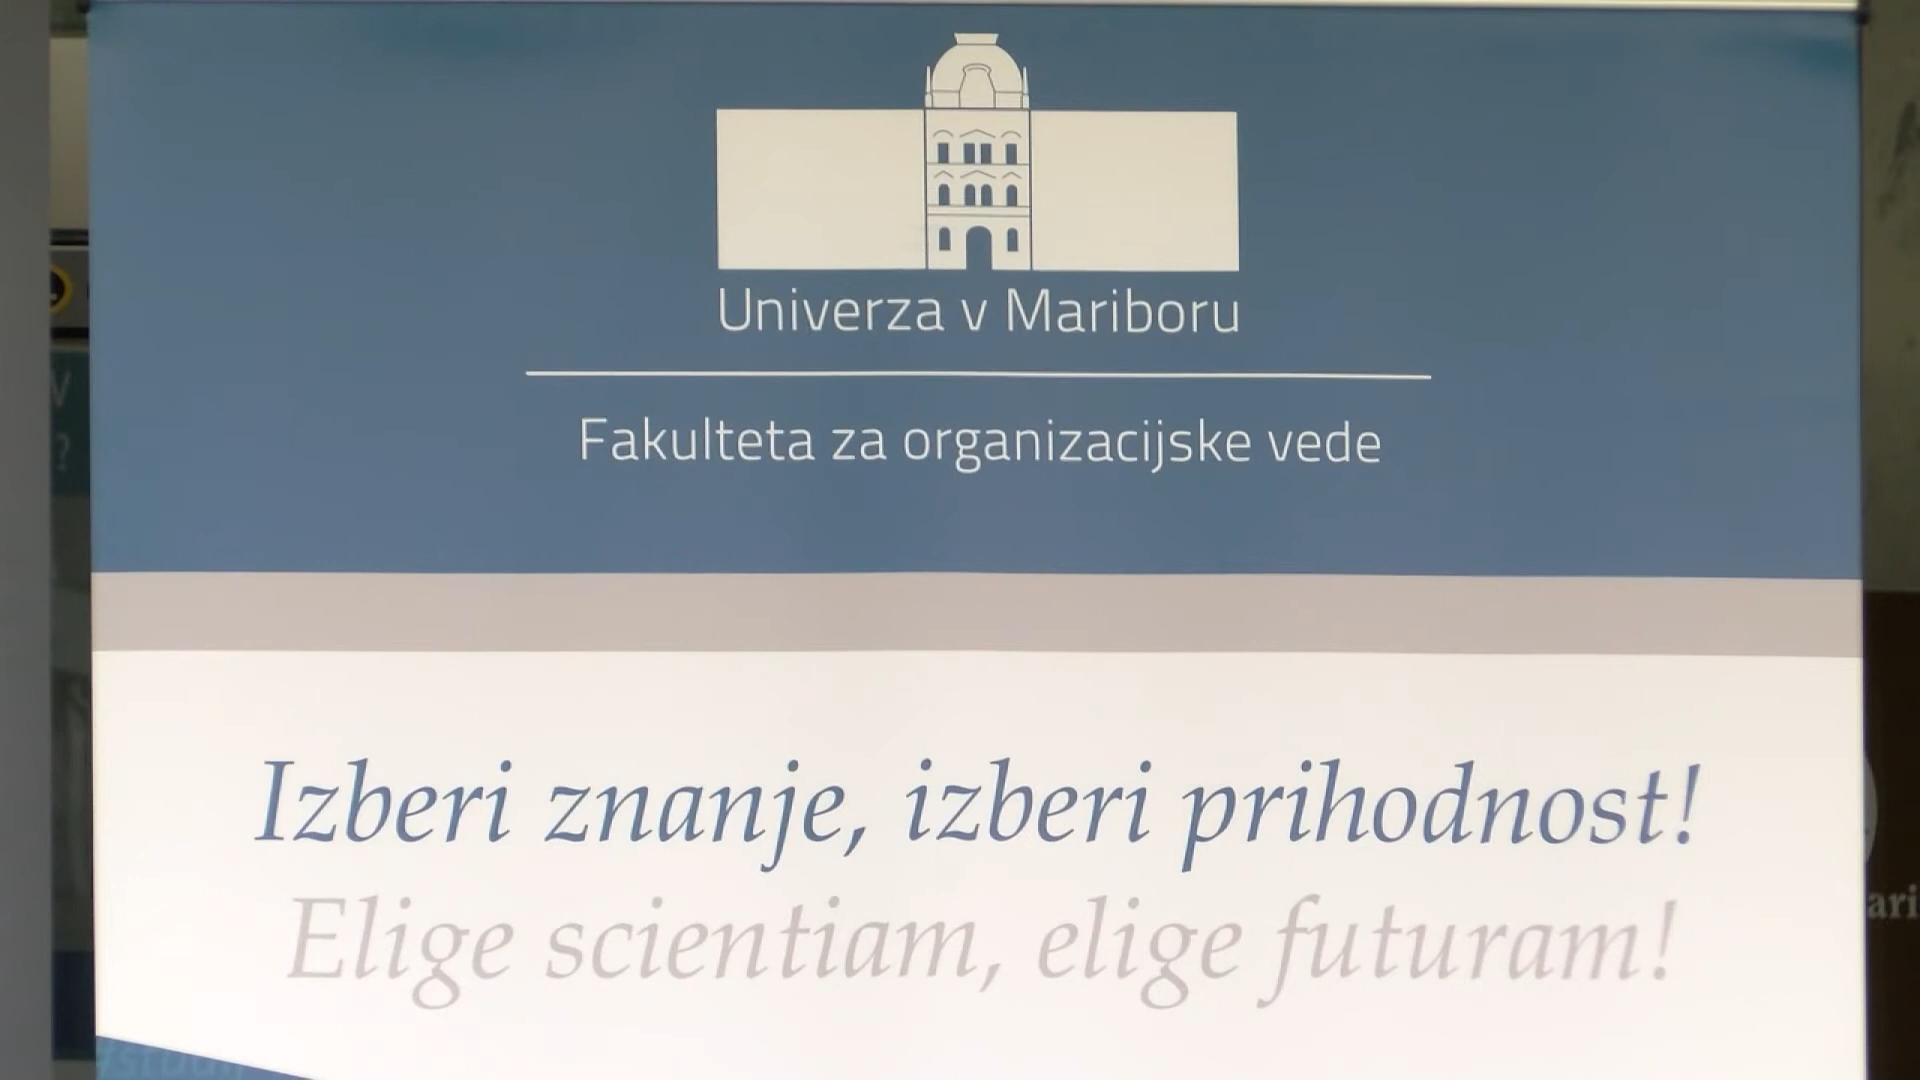 Univerza v Mariboru
Fakulteta za organizacijske vede
Izberi znanje, izberi prihodnost!
Elige scientiam, elige futuram!